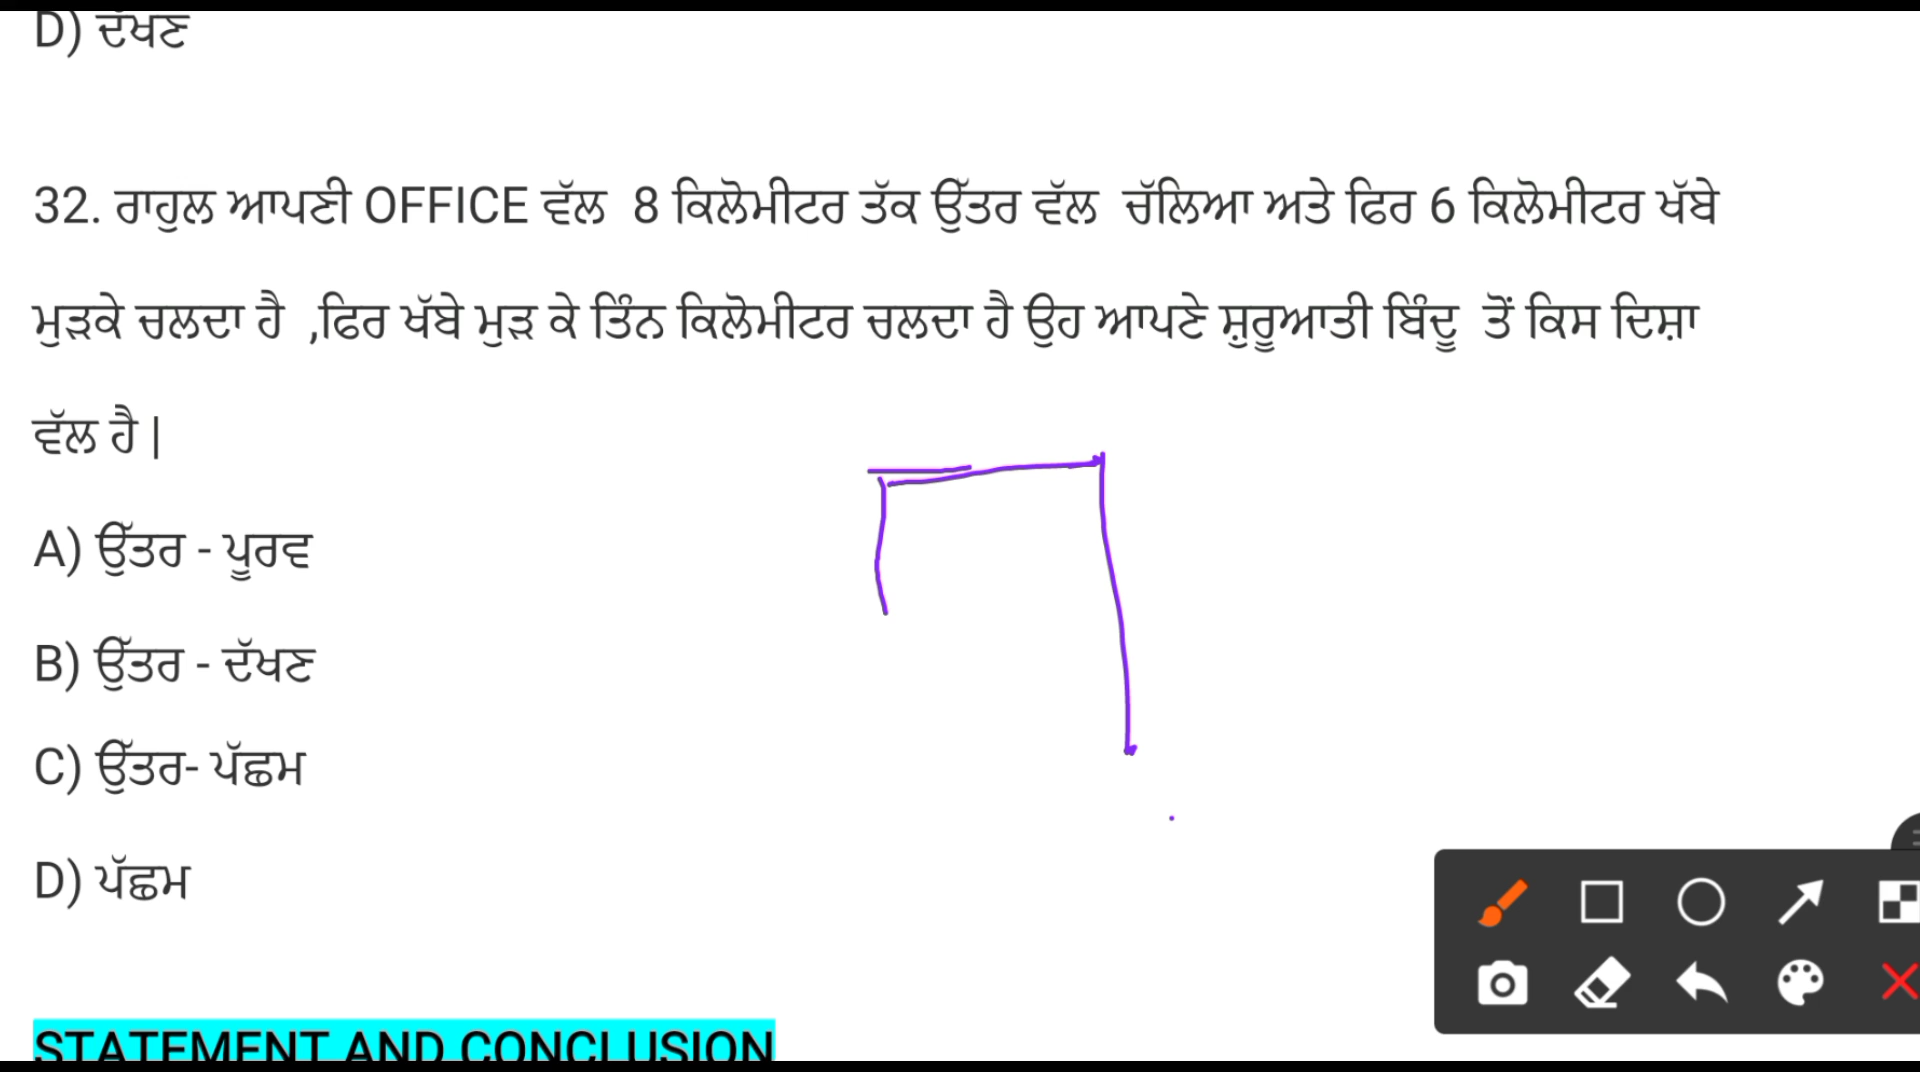 D) ਦੱਖਣ
32. ਰਾਹੁਲ ਆਪਣੀ OFFICE ਵੱਲ 8 ਕਿਲੋਮੀਟਰ ਤੱਕ ਉੱਤਰ ਵੱਲ ਚੱਲਿਆ ਅਤੇ ਫਿਰ 6 ਕਿਲੋਮੀਟਰ ਖੱਬੇ
ਮੁੜਕੇ ਚਲਦਾ ਹੈ ,ਫਿਰ ਖੱਬੇ ਮੁੜ ਕੇ ਤਿੰਨ ਕਿਲੋਮੀਟਰ ਚਲਦਾ ਹੈ ਉਹ ਆਪਣੇ ਸ਼ੁਰੂਆਤੀ ਬਿੰਦੂ ਤੋਂ ਕਿਸ ਦਿਸ਼ਾ
ਵੱਲ ਹੈ |
A) ਉੱਤਰ - ਪੂਰਵ
B) ਉੱਤਰ - ਦੱਖਣ
C) ਉੱਤਰ- ਪੱਛਮ
D) ਪੱਛਮ
STATEMENT AND CONCLUSION